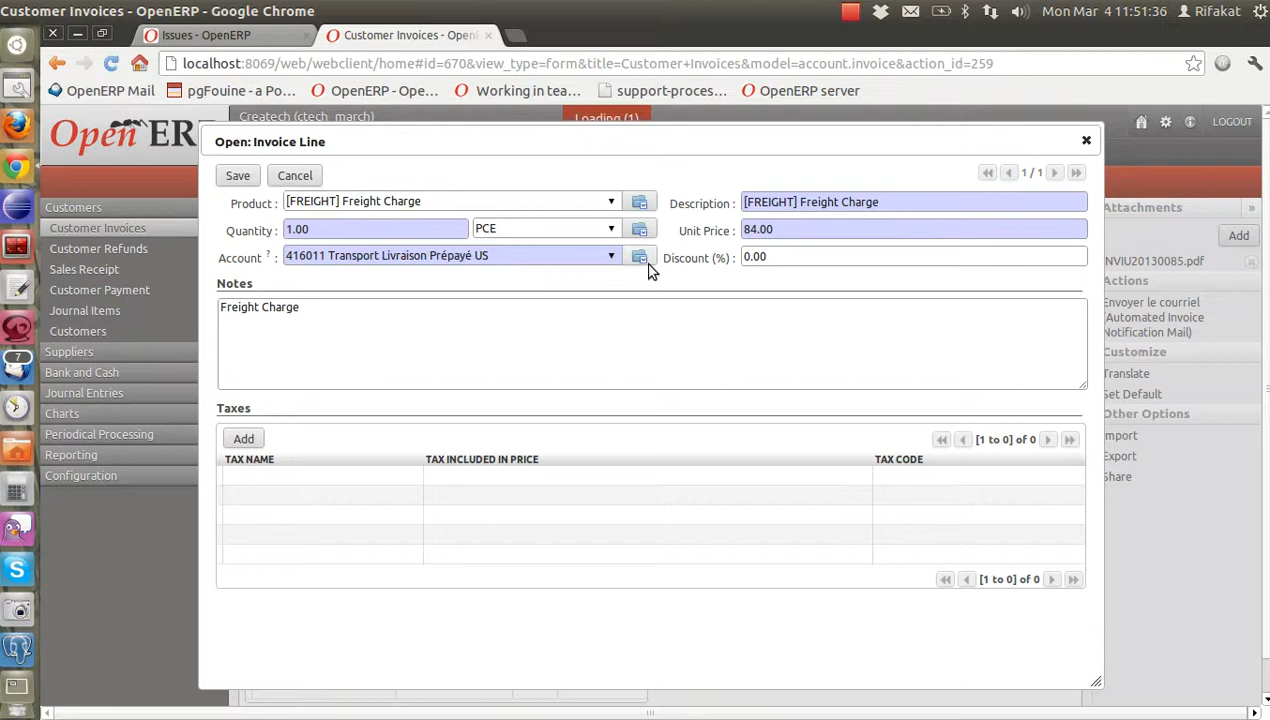 Customer Invoices - OpenERP - Google Chrome
Mon Mar 4 11:51:36 Rifakat
Issues - OpenERP
Customer Invoices - OpenE
localhost:8069/web/webclient/home#id=670&view_type=form&title=Customer+Invoices&model=account.invoice&action_id=259
OpenERP Mail pgFouine - a Po... OpenERP - Ope... Working in tea... support-proces... OpenERP server
Createch (ctech_march)
Loading (1)
Open ER
LOGOUT
Open: Invoice Line
Save Cancel 1 / 1
Product : [FREIGHT] Freight Charge Description : [FREIGHT] Freight Charge
Quantity : 1.00 PCE Unit Price : 84.00
Account ? : 416011 Transport Livraison Prépayé US Discount (%) : 0.00
Notes
Freight Charge
Taxes
Add [1 to 0] of 0
TAX NAME TAX INCLUDED IN PRICE TAX CODE
[1 to 0] of 0
Customers
Customer Invoices
Customer Refunds
Sales Receipt
Customer Payment
Journal Items
Customers
Suppliers
Bank and Cash
Journal Entries
Charts
Periodical Processing
Reporting
Configuration
7
Attachments »
Add
NVIU20130085.pdf
Actions
Envoyer le courriel
(Automated Invoice
Notification Mail)
Customize
Translate
Set Default
Other Options
Import
Export
Share